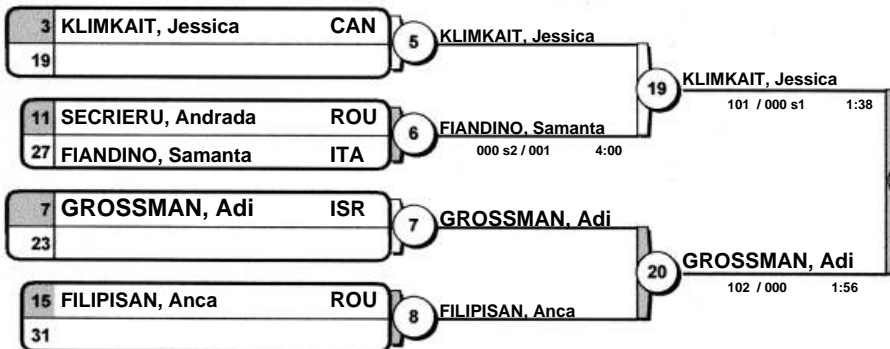 3 KLIMKAIT, Jessica CAN
19
5 KLIMKAIT, Jessica
11 SECRIERU, Andrada ROU
27 FIANDINO, Samanta ITA
6 FIANDINO, Samanta
000 s2 / 001 4:00
19 KLIMKAIT, Jessica
101 / 000 s1 1:38
7 GROSSMAN, Adi ISR
23
7 GROSSMAN, Adi
15 FILIPISAN, Anca ROU
31
8 FILIPISAN, Anca
20 GROSSMAN, Adi
102 / 000 1:56